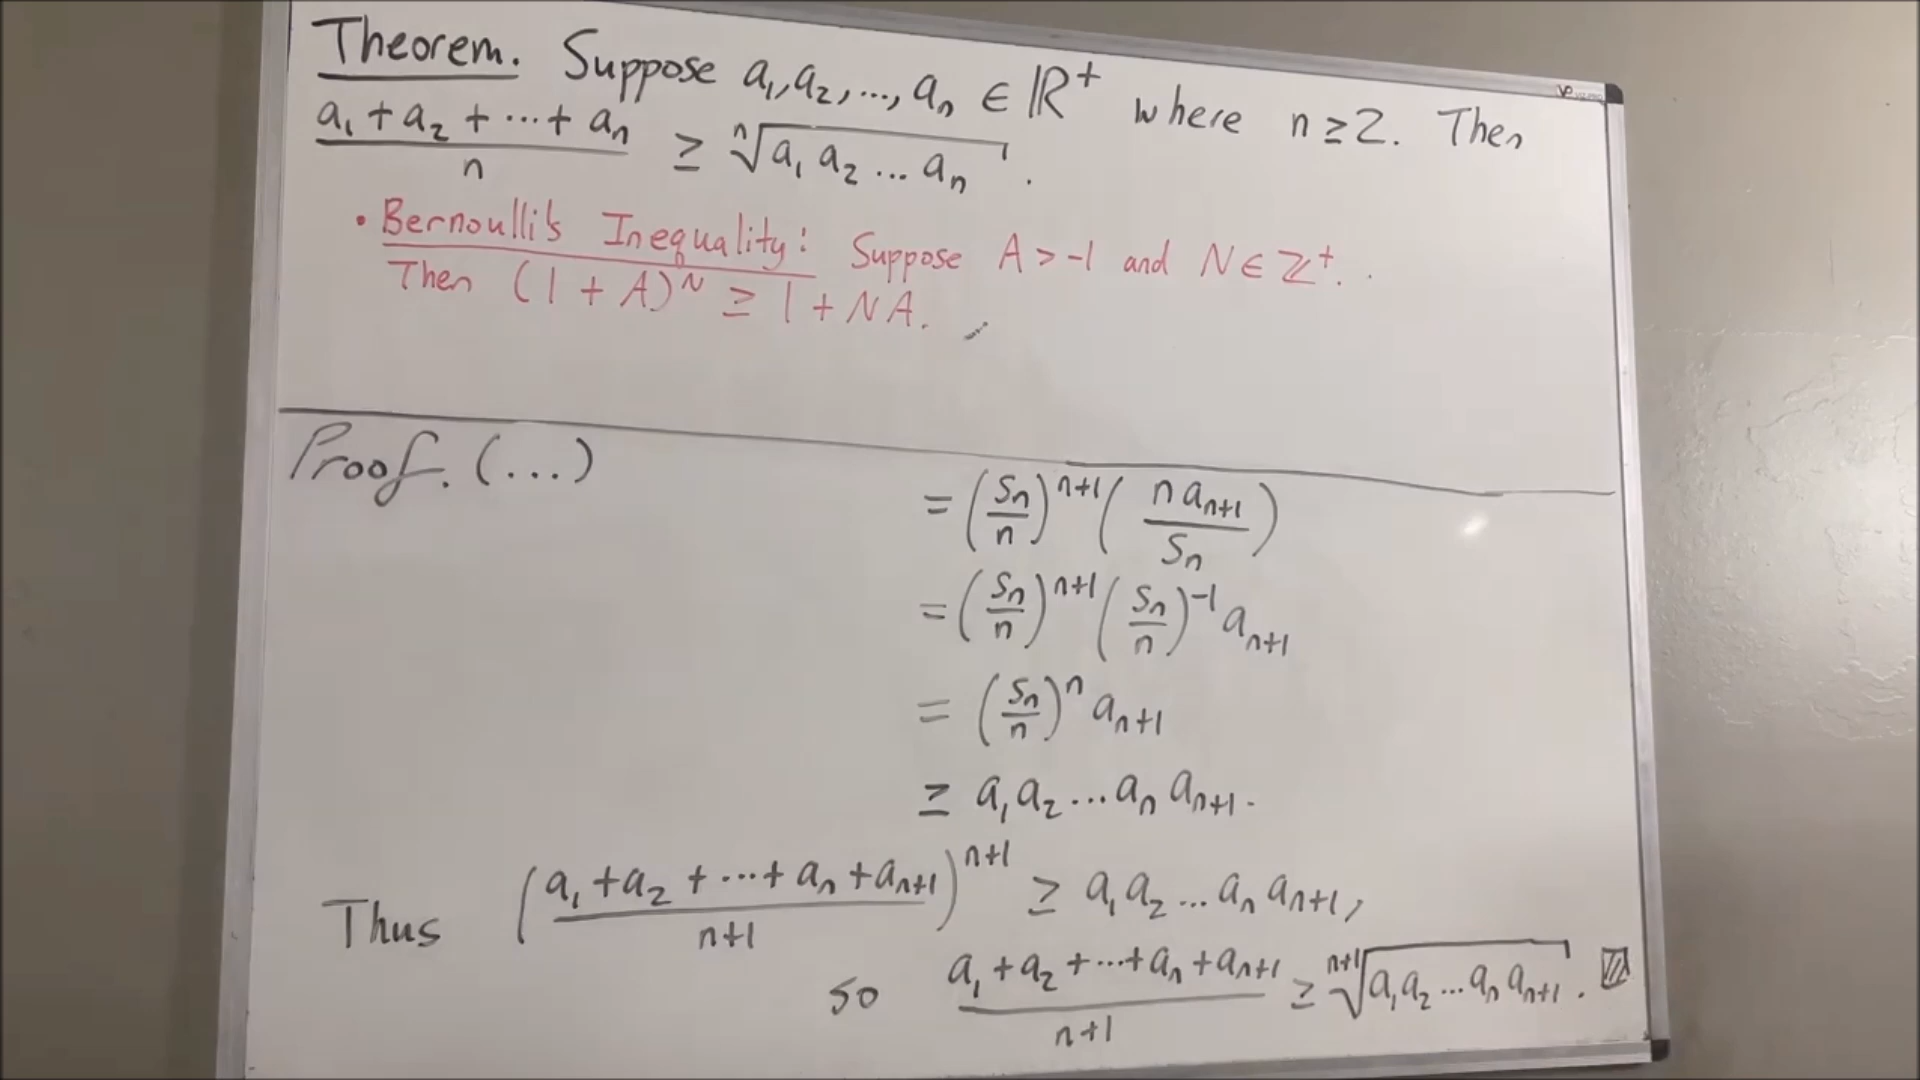 Theorem. Suppose a₁, a₂, ..., aₙ ∈ ℝ⁺ where n ≥ 2. Then
(a₁ + a₂ + ... + aₙ)/n ≥ ⁿ√(a₁ a₂ ... aₙ).
• Bernoulli's Inequality: Suppose A > -1 and N ∈ ℤ⁺.
Then (1 + A)ᴺ ≥ 1 + NA.
Proof. (...)
= (Sₙ/n)ⁿ⁺¹ (n aₙ₊₁/Sₙ)
= (Sₙ/n)ⁿ⁺¹ (Sₙ/n)⁻¹ aₙ₊₁
= (Sₙ/n)ⁿ aₙ₊₁
≥ a₁ a₂ ... aₙ aₙ₊₁.
Thus ((a₁ + a₂ + ... + aₙ + aₙ₊₁)/(n+1))ⁿ⁺¹ ≥ a₁ a₂ ... aₙ aₙ₊₁,
so (a₁ + a₂ + ... + aₙ + aₙ₊₁)/(n+1) ≥ ⁿ⁺¹√(a₁ a₂ ... aₙ aₙ₊₁).